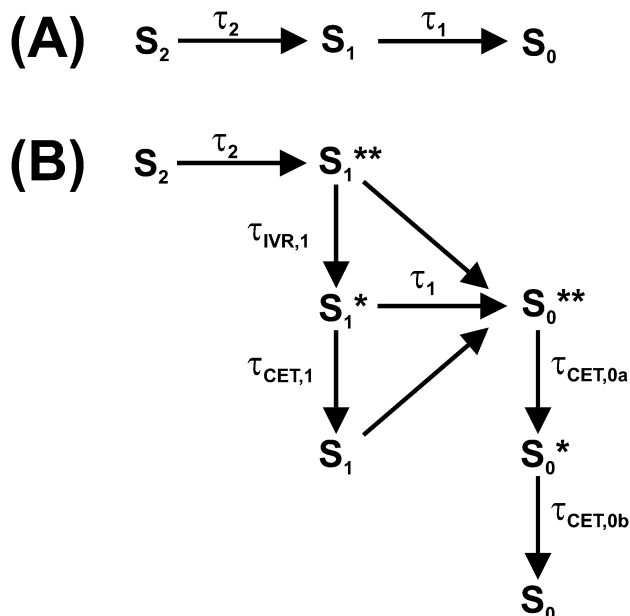 (A) S₂ τ₂ S₁ τ₁ S₀
(B) S₂ τ₂ S₁**
τIVR,1
S₁* τ₁ S₀**
τCET,1 τCET,0a
S₁ S₀*
τCET,0b
S₀